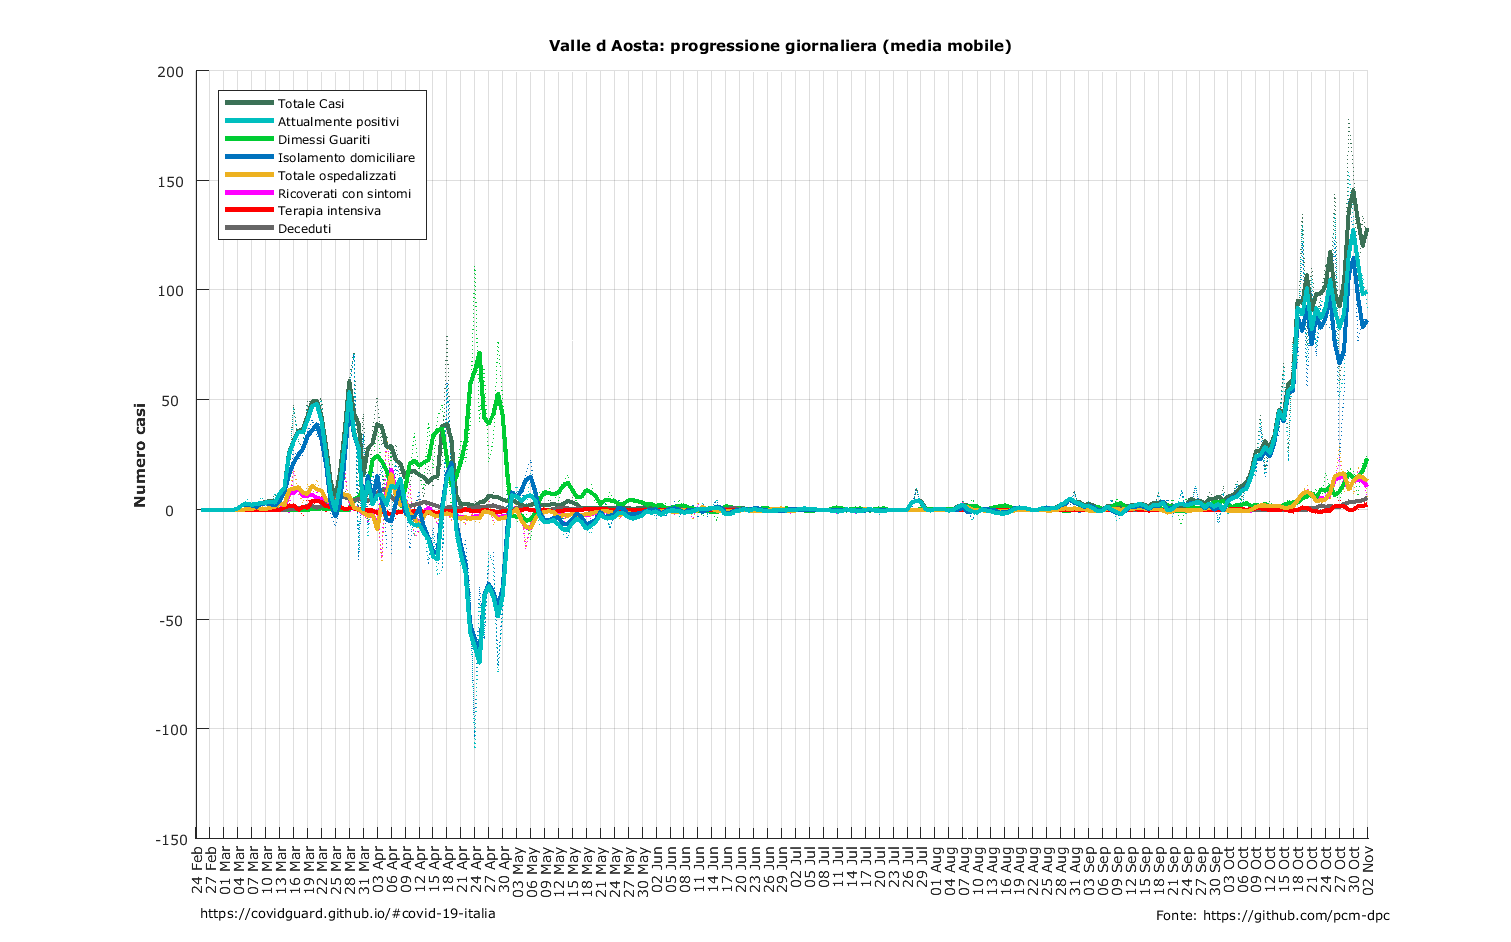 Valle d Aosta: progressione giornaliera (media mobile)
Numero casi
200
150
100
50
0
-50
-100
-150
Totale Casi
Attualmente positivi
Dimessi Guariti
Isolamento domiciliare
Totale ospedalizzati
Ricoverati con sintomi
Terapia intensiva
Deceduti
24 Feb
27 Feb
01 Mar
04 Mar
07 Mar
10 Mar
13 Mar
16 Mar
19 Mar
22 Mar
25 Mar
28 Mar
31 Mar
03 Apr
06 Apr
09 Apr
12 Apr
15 Apr
18 Apr
21 Apr
24 Apr
27 Apr
30 Apr
03 May
06 May
09 May
12 May
15 May
18 May
21 May
24 May
27 May
30 May
02 Jun
05 Jun
08 Jun
11 Jun
14 Jun
17 Jun
20 Jun
23 Jun
26 Jun
29 Jun
02 Jul
05 Jul
08 Jul
11 Jul
14 Jul
17 Jul
20 Jul
23 Jul
26 Jul
29 Jul
01 Aug
04 Aug
07 Aug
10 Aug
13 Aug
16 Aug
19 Aug
22 Aug
25 Aug
28 Aug
31 Aug
03 Sep
06 Sep
09 Sep
12 Sep
15 Sep
18 Sep
21 Sep
24 Sep
27 Sep
30 Sep
03 Oct
06 Oct
09 Oct
12 Oct
15 Oct
18 Oct
21 Oct
24 Oct
27 Oct
30 Oct
02 Nov
https://covidguard.github.io/#covid-19-italia
Fonte: https://github.com/pcm-dpc